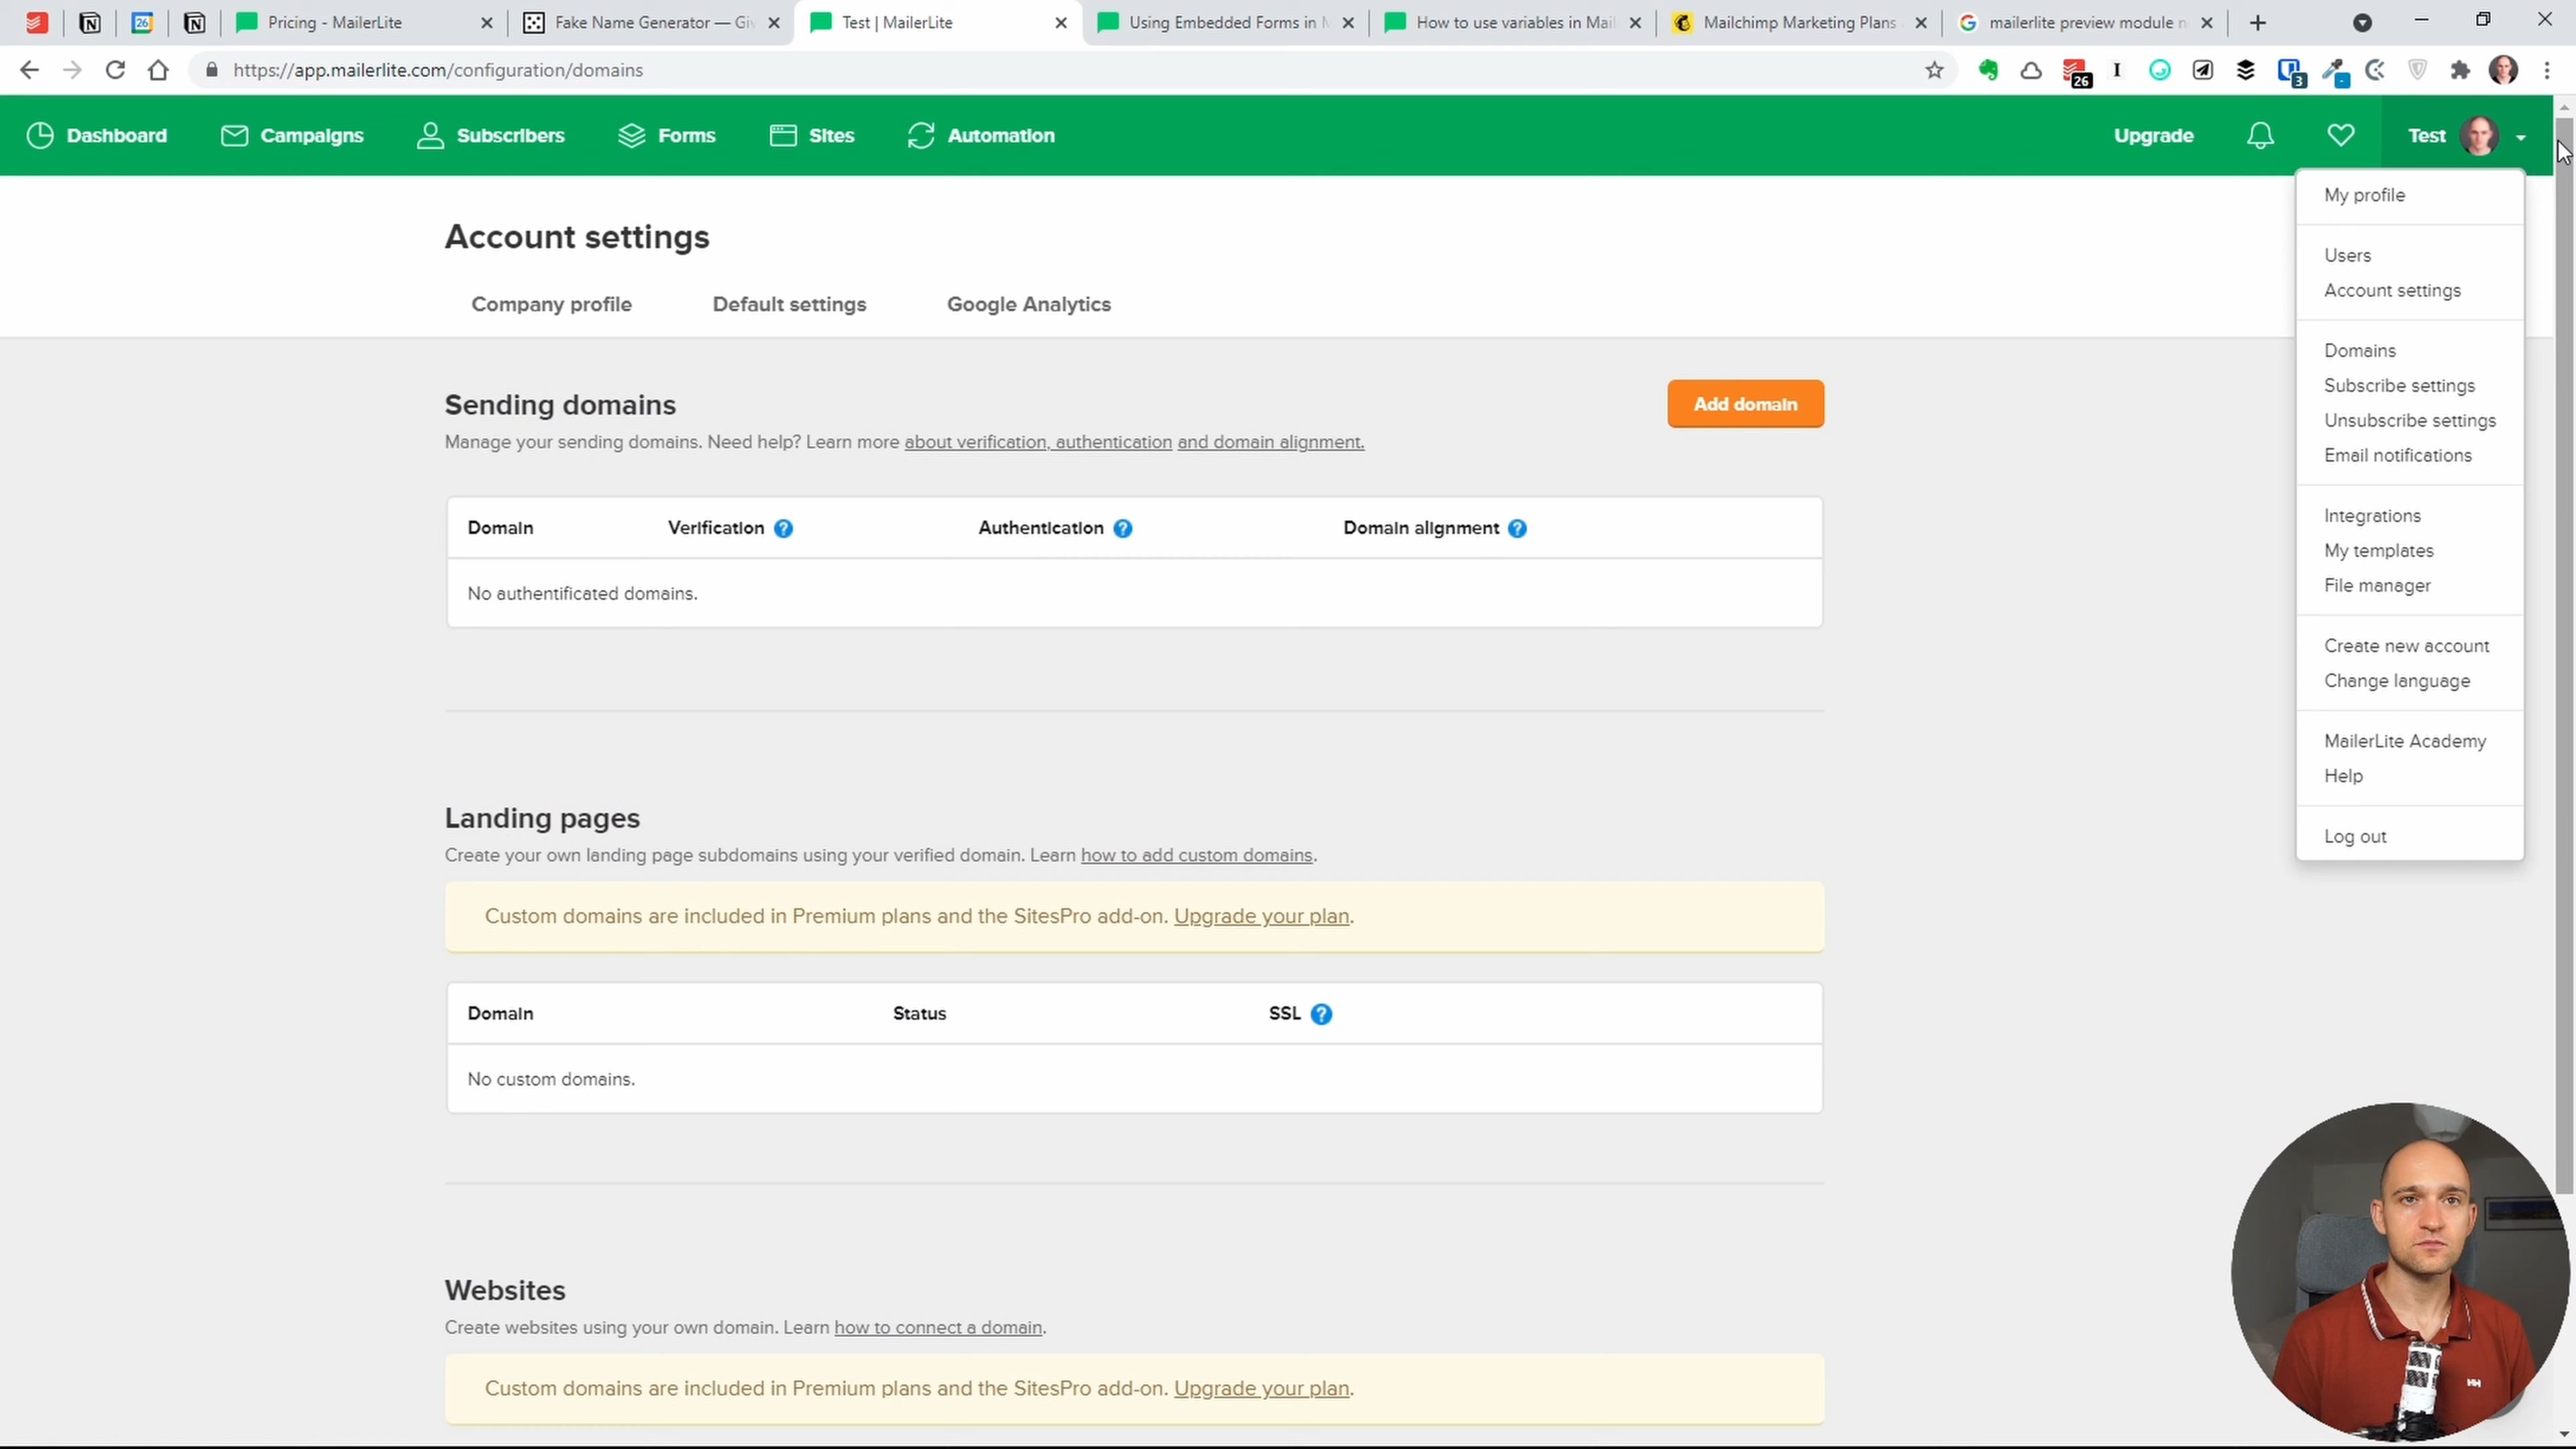 Pricing - MailerLite
Fake Name Generator — Gi
Test | MailerLite
Using Embedded Forms in
How to use variables in Mail
Mailchimp Marketing Plans
mailerlite preview module n
https://app.mailerlite.com/configuration/domains
26
3
Dashboard
Campaigns
Subscribers
Forms
Sites
Automation
Upgrade
Test
Account settings
Company profile
Default settings
Google Analytics
Sending domains
Add domain
Manage your sending domains. Need help? Learn more about verification, authentication and domain alignment.
Domain
Verification ?
Authentication ?
Domain alignment ?
No authentificated domains.
Landing pages
Create your own landing page subdomains using your verified domain. Learn how to add custom domains.
Custom domains are included in Premium plans and the SitesPro add-on. Upgrade your plan.
Domain
Status
SSL ?
No custom domains.
Websites
Create websites using your own domain. Learn how to connect a domain.
Custom domains are included in Premium plans and the SitesPro add-on. Upgrade your plan.
My profile
Users
Account settings
Domains
Subscribe settings
Unsubscribe settings
Email notifications
Integrations
My templates
File manager
Create new account
Change language
MailerLite Academy
Help
Log out
HH